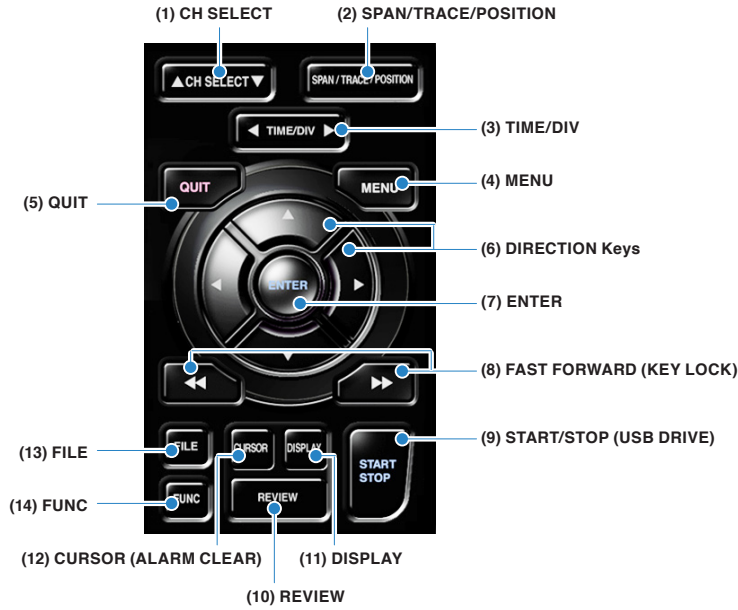 (1) CH SELECT
(2) SPAN/TRACE/POSITION
▲CH SELECT▼
SPAN / TRACE / POSITION
◀ TIME/DIV ▶
(3) TIME/DIV
QUIT
MENU
(4) MENU
(5) QUIT
(6) DIRECTION Keys
ENTER
(7) ENTER
(8) FAST FORWARD (KEY LOCK)
(9) START/STOP (USB DRIVE)
FILE
CURSOR
DISPLAY
(13) FILE
START
STOP
FUNC
REVIEW
(14) FUNC
(12) CURSOR (ALARM CLEAR)
(11) DISPLAY
(10) REVIEW